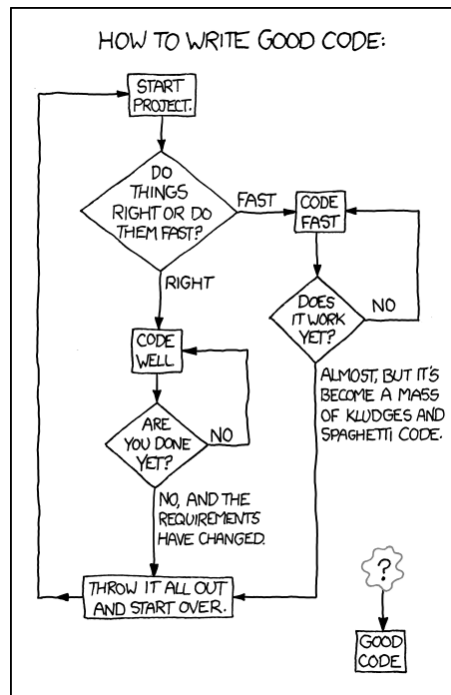 HOW TO WRITE GOOD CODE:
START
PROJECT.
DO
THINGS
RIGHT OR DO
THEM FAST?
FAST
CODE
FAST
RIGHT
DOES
IT WORK
YET?
NO
CODE
WELL
ALMOST, BUT IT'S
BECOME A MASS
OF KLUDGES AND
SPAGHETTI CODE.
ARE
YOU DONE
YET?
NO
NO, AND THE
REQUIREMENTS
HAVE CHANGED.
THROW IT ALL OUT
AND START OVER.
?
GOOD
CODE